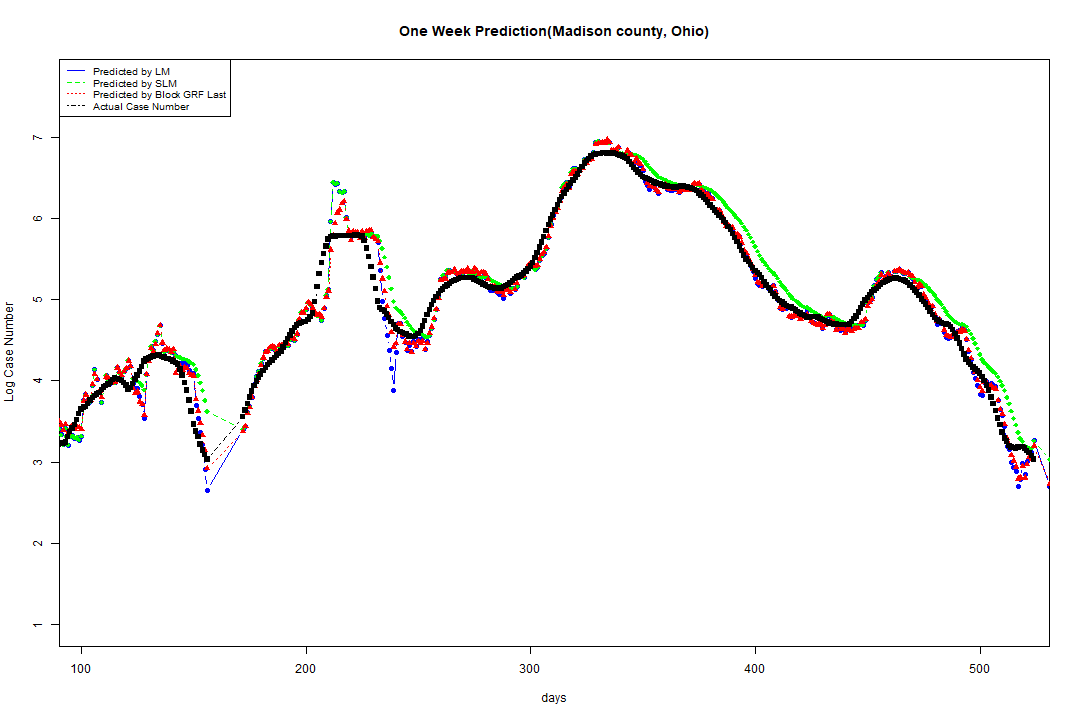 One Week Prediction(Madison county, Ohio)
Predicted by LM
Predicted by SLM
Predicted by Block GRF Last
Actual Case Number
7
6
5
4
3
2
1
Log Case Number
100 200 300 400 500
days